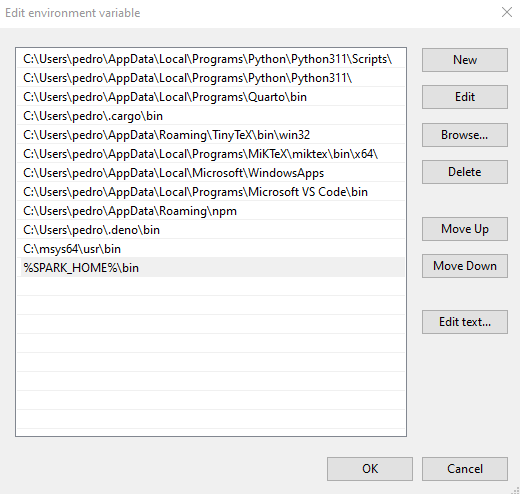 Edit environment variable
C:\Users\pedro\AppData\Local\Programs\Python\Python311\Scripts\
C:\Users\pedro\AppData\Local\Programs\Python\Python311\
C:\Users\pedro\AppData\Local\Programs\Quarto\bin
C:\Users\pedro\.cargo\bin
C:\Users\pedro\AppData\Roaming\TinyTeX\bin\win32
C:\Users\pedro\AppData\Local\Programs\MiKTeX\miktex\bin\x64\
C:\Users\pedro\AppData\Local\Microsoft\WindowsApps
C:\Users\pedro\AppData\Local\Programs\Microsoft VS Code\bin
C:\Users\pedro\AppData\Roaming\npm
C:\Users\pedro\.deno\bin
C:\msys64\usr\bin
%SPARK_HOME%\bin
New
Edit
Browse...
Delete
Move Up
Move Down
Edit text...
OK
Cancel